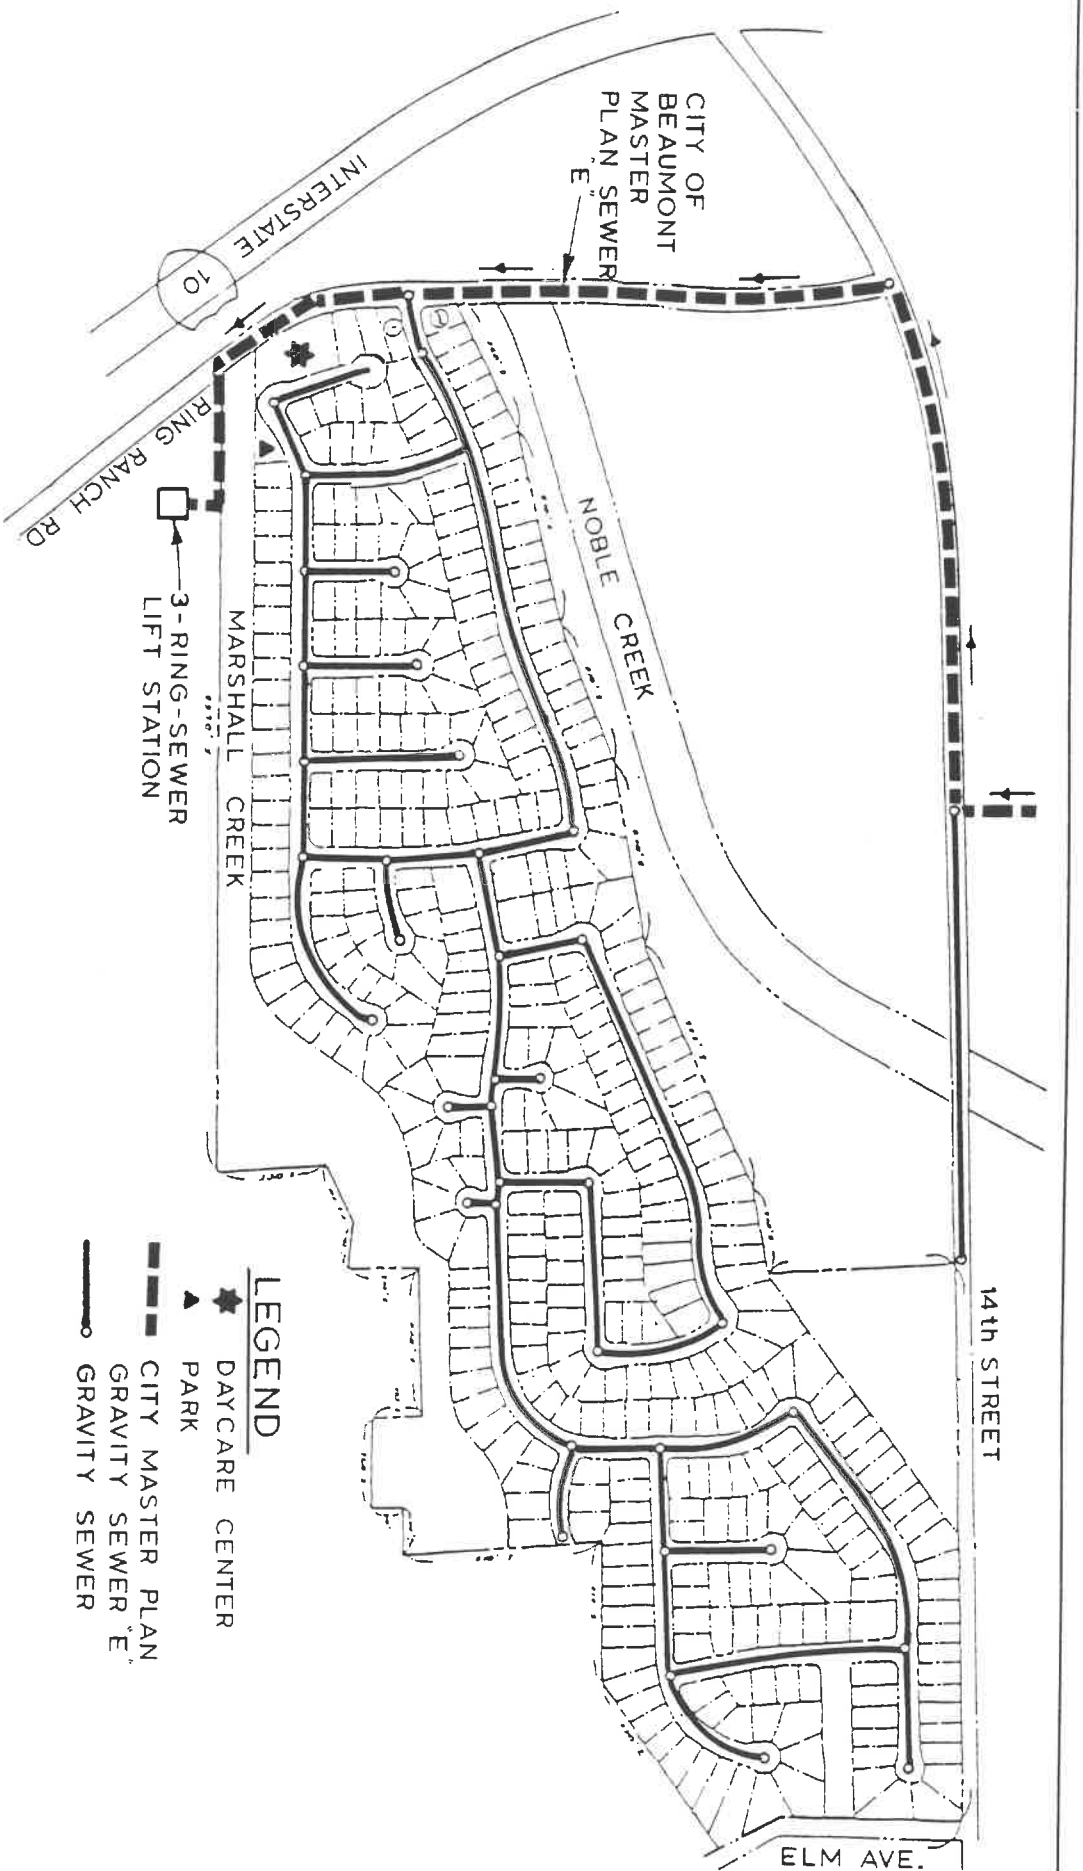 CITY OF
BEAUMONT
MASTER
PLAN SEWER
"E"
INTERSTATE
10
RING RANCH RD
NOBLE CREEK
MARSHALL CREEK
3-RING-SEWER
LIFT STATION
14th STREET
ELM AVE.
LEGEND
DAYCARE CENTER
PARK
CITY MASTER PLAN
GRAVITY SEWER "E"
GRAVITY SEWER